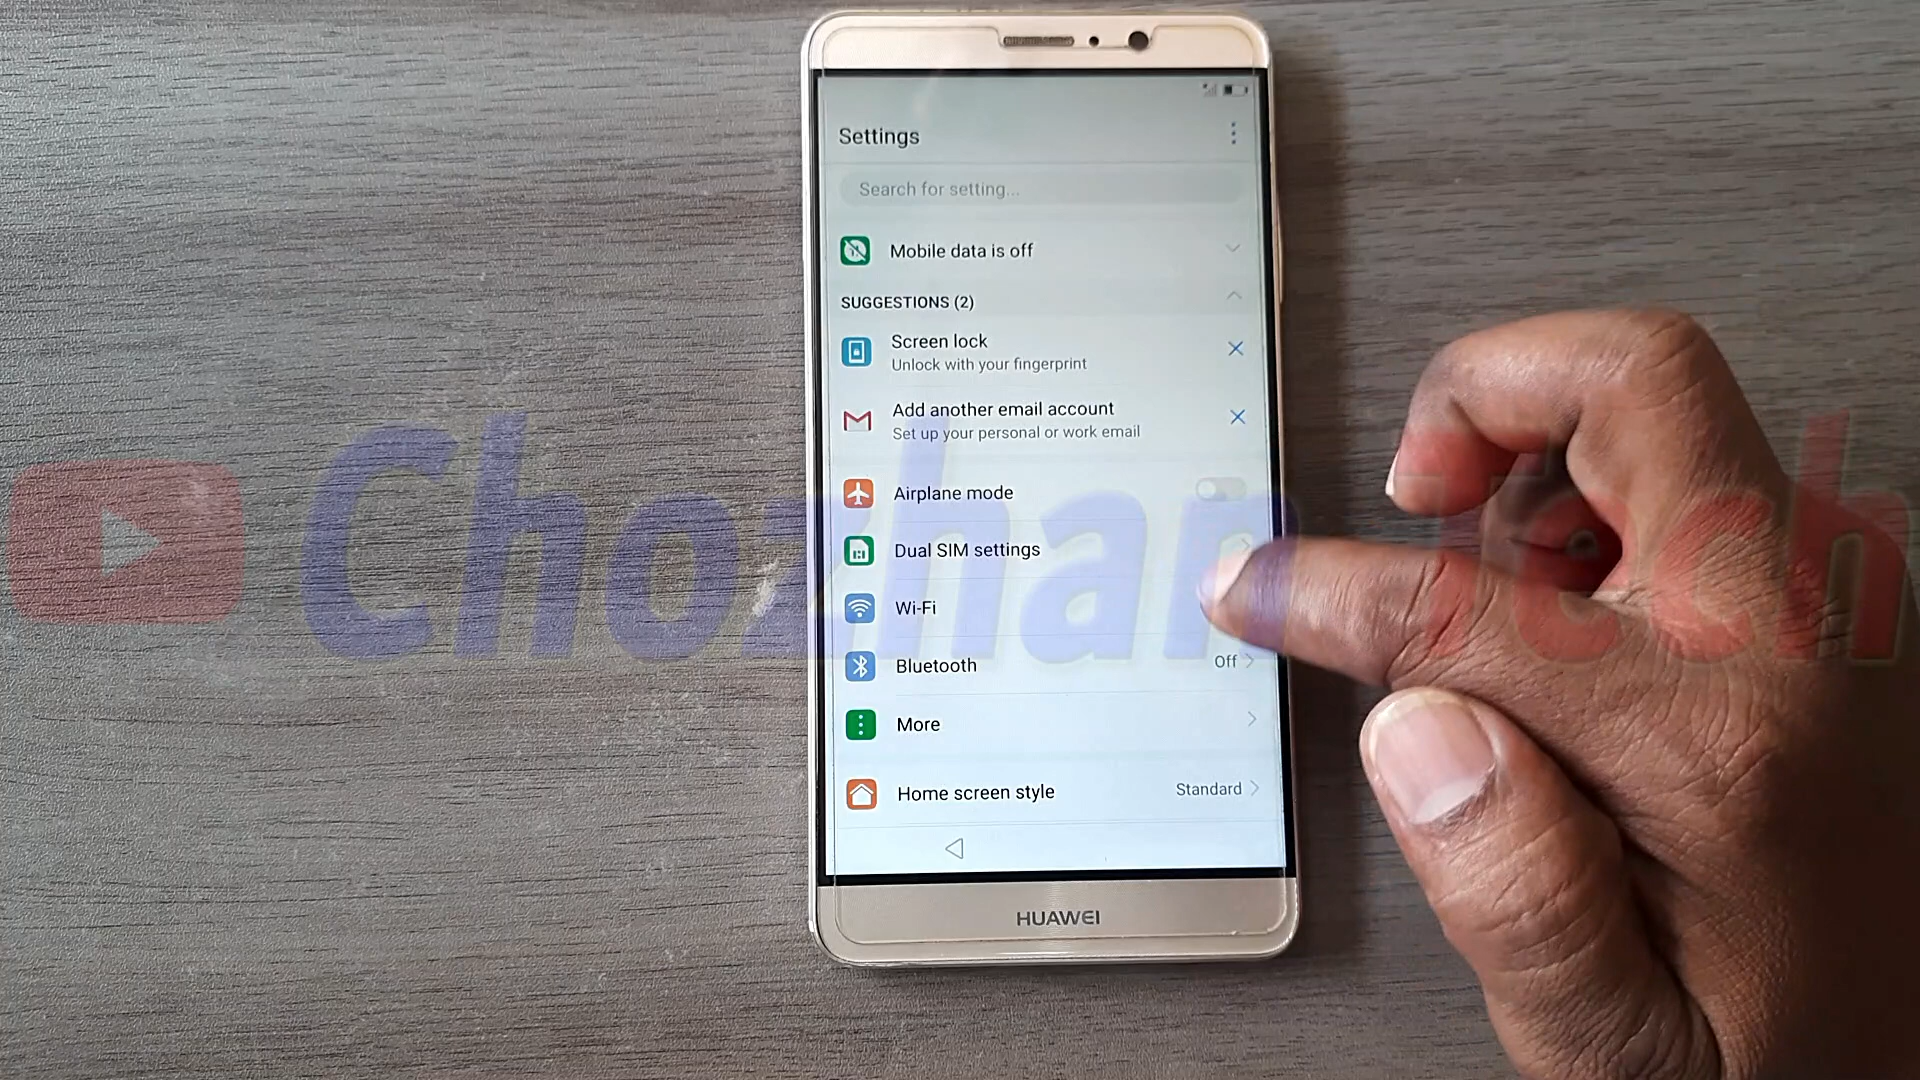 Settings
Search for setting...
Mobile data is off
SUGGESTIONS (2)
Screen lock
Unlock with your fingerprint
Add another email account
Set up your personal or work email
Airplane mode
Dual SIM settings
Wi-Fi
Bluetooth Off
More
Home screen style Standard
HUAWEI
Chozhan Tech